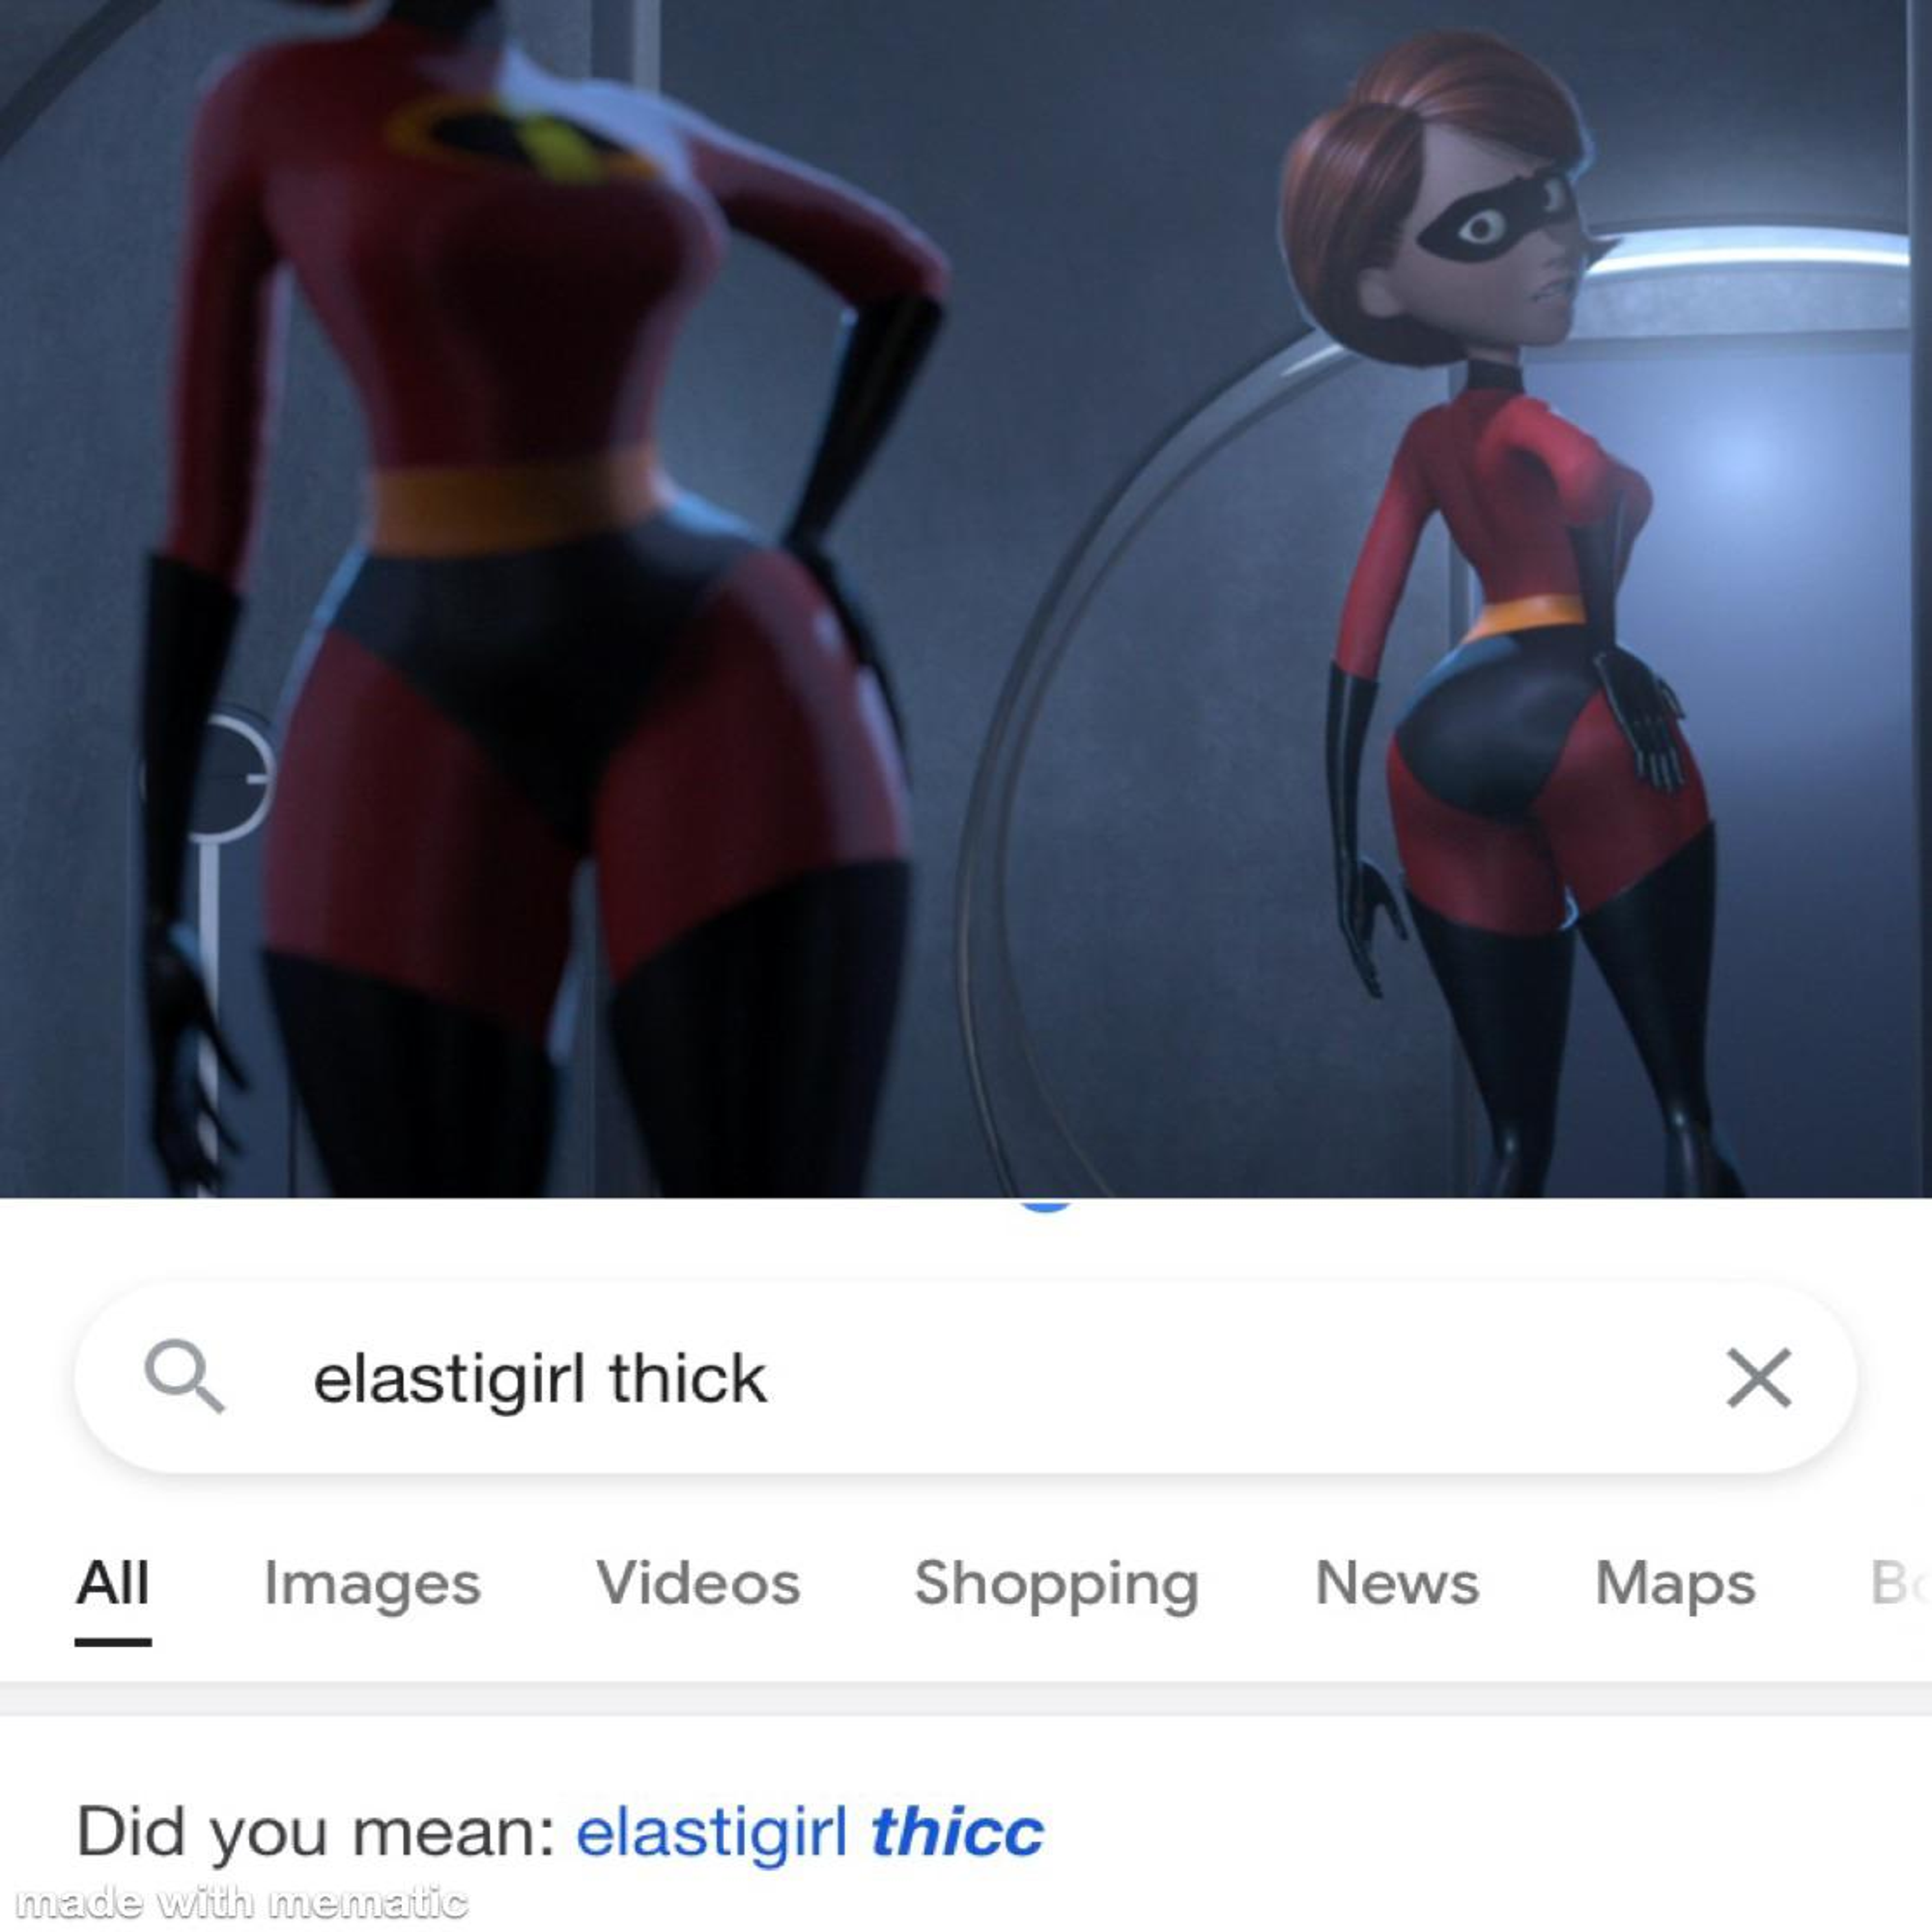 elastigirl thick
All Images Videos Shopping News Maps
Did you mean: elastigirl thicc
made with mematic